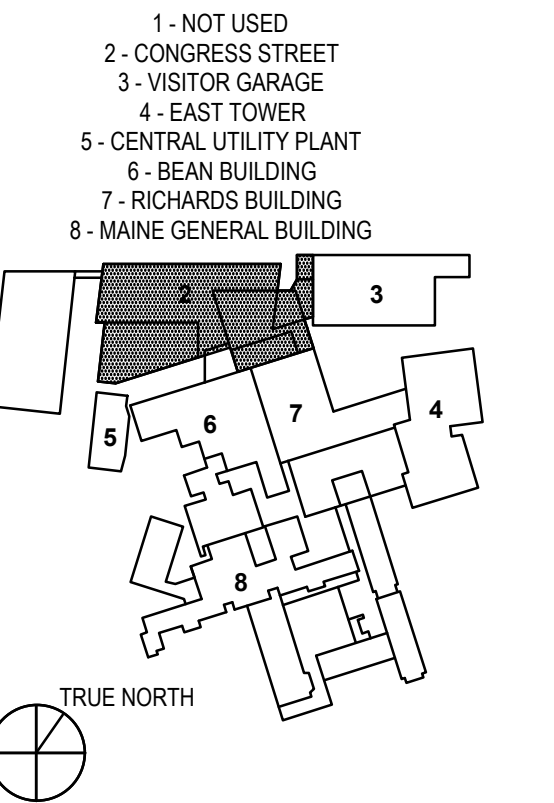 1 - NOT USED
2 - CONGRESS STREET
3 - VISITOR GARAGE
4 - EAST TOWER
5 - CENTRAL UTILITY PLANT
6 - BEAN BUILDING
7 - RICHARDS BUILDING
8 - MAINE GENERAL BUILDING
2
3
4
7
6
5
8
TRUE NORTH